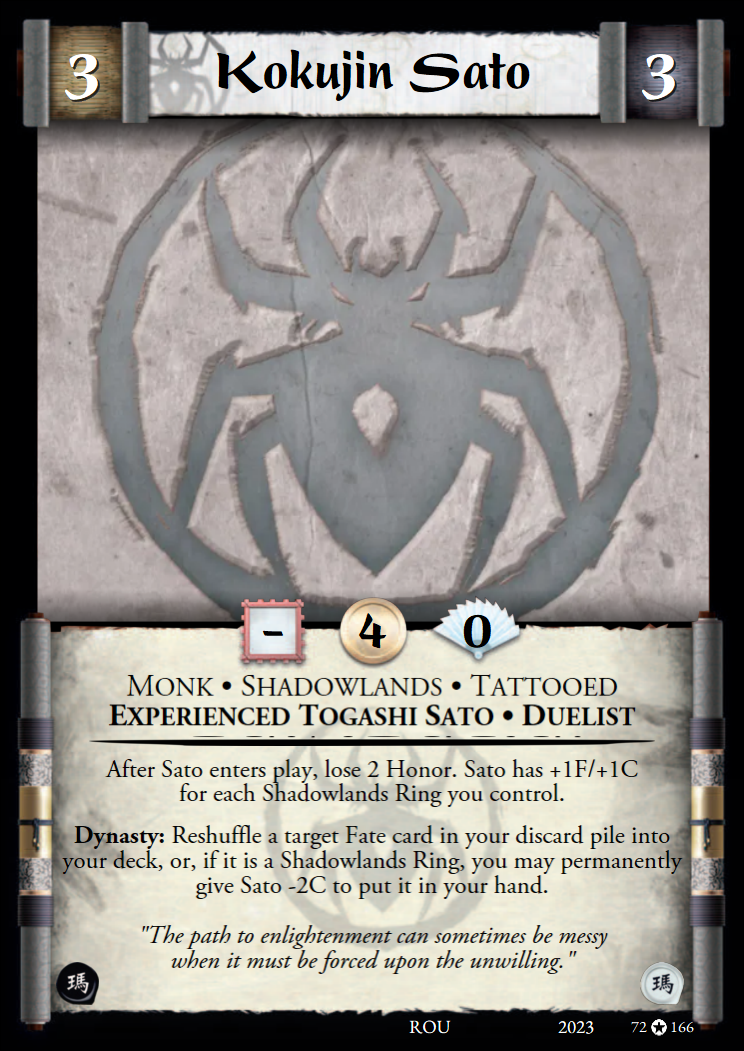 3 Kokujin Sato 3
- 4 0
MONK • SHADOWLANDS • TATTOOED
EXPERIENCED TOGASHI SATO • DUELIST
After Sato enters play, lose 2 Honor. Sato has +1F/+1C
for each Shadowlands Ring you control.
Dynasty: Reshuffle a target Fate card in your discard pile into
your deck, or, if it is a Shadowlands Ring, you may permanently
give Sato -2C to put it in your hand.
"The path to enlightenment can sometimes be messy
when it must be forced upon the unwilling."
瑪 瑪
ROU 2023 72 166